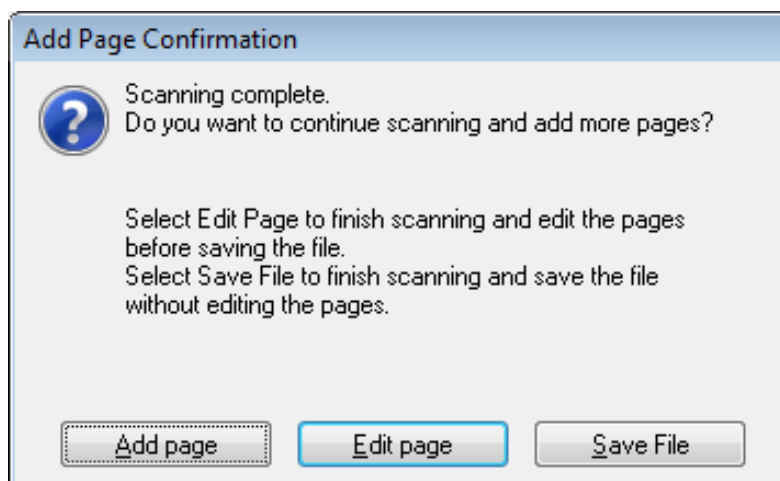 Add Page Confirmation
Scanning complete.
Do you want to continue scanning and add more pages?
Select Edit Page to finish scanning and edit the pages
before saving the file.
Select Save File to finish scanning and save the file
without editing the pages.
Add page
Edit page
Save File